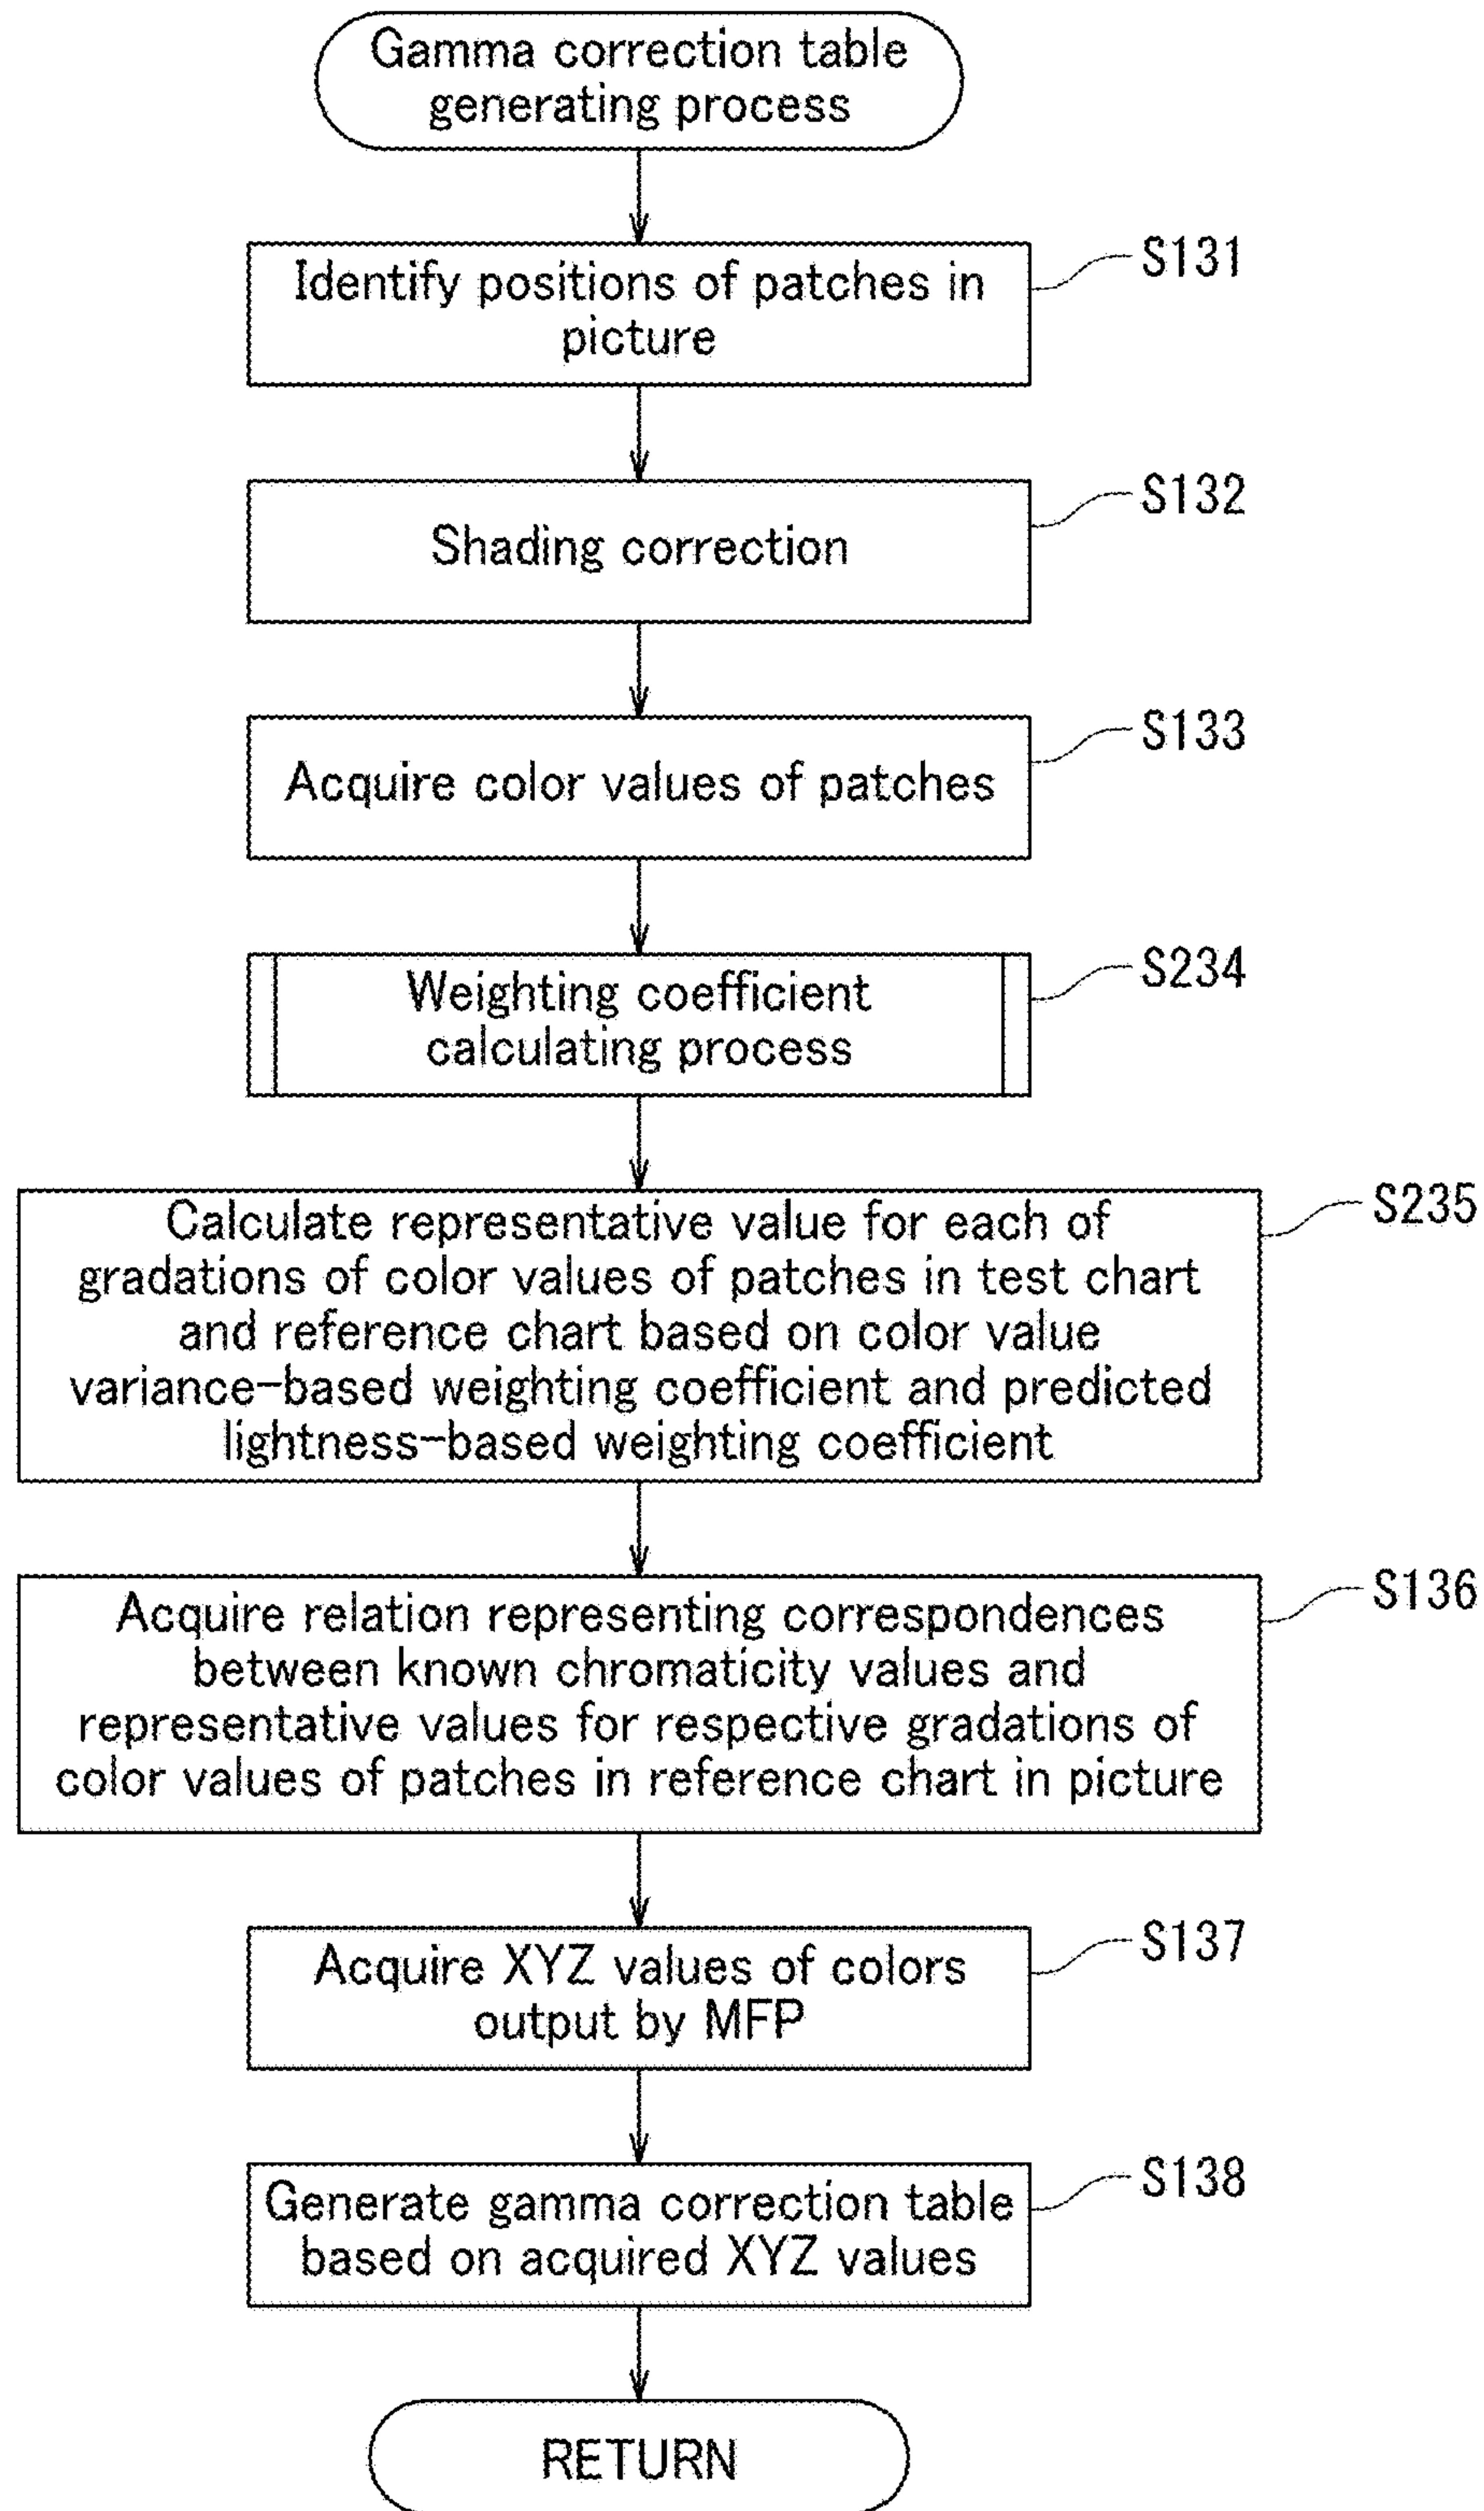 Gamma correction table
generating process
S131
Identify positions of patches in
picture
S132
Shading correction
S133
Acquire color values of patches
S234
Weighting coefficient
calculating process
S235
Calculate representative value for each of
gradations of color values of patches in test chart
and reference chart based on color value
variance-based weighting coefficient and predicted
lightness-based weighting coefficient
S136
Acquire relation representing correspondences
between known chromaticity values and
representative values for respective gradations of
color values of patches in reference chart in picture
S137
Acquire XYZ values of colors
output by MFP
S138
Generate gamma correction table
based on acquired XYZ values
RETURN